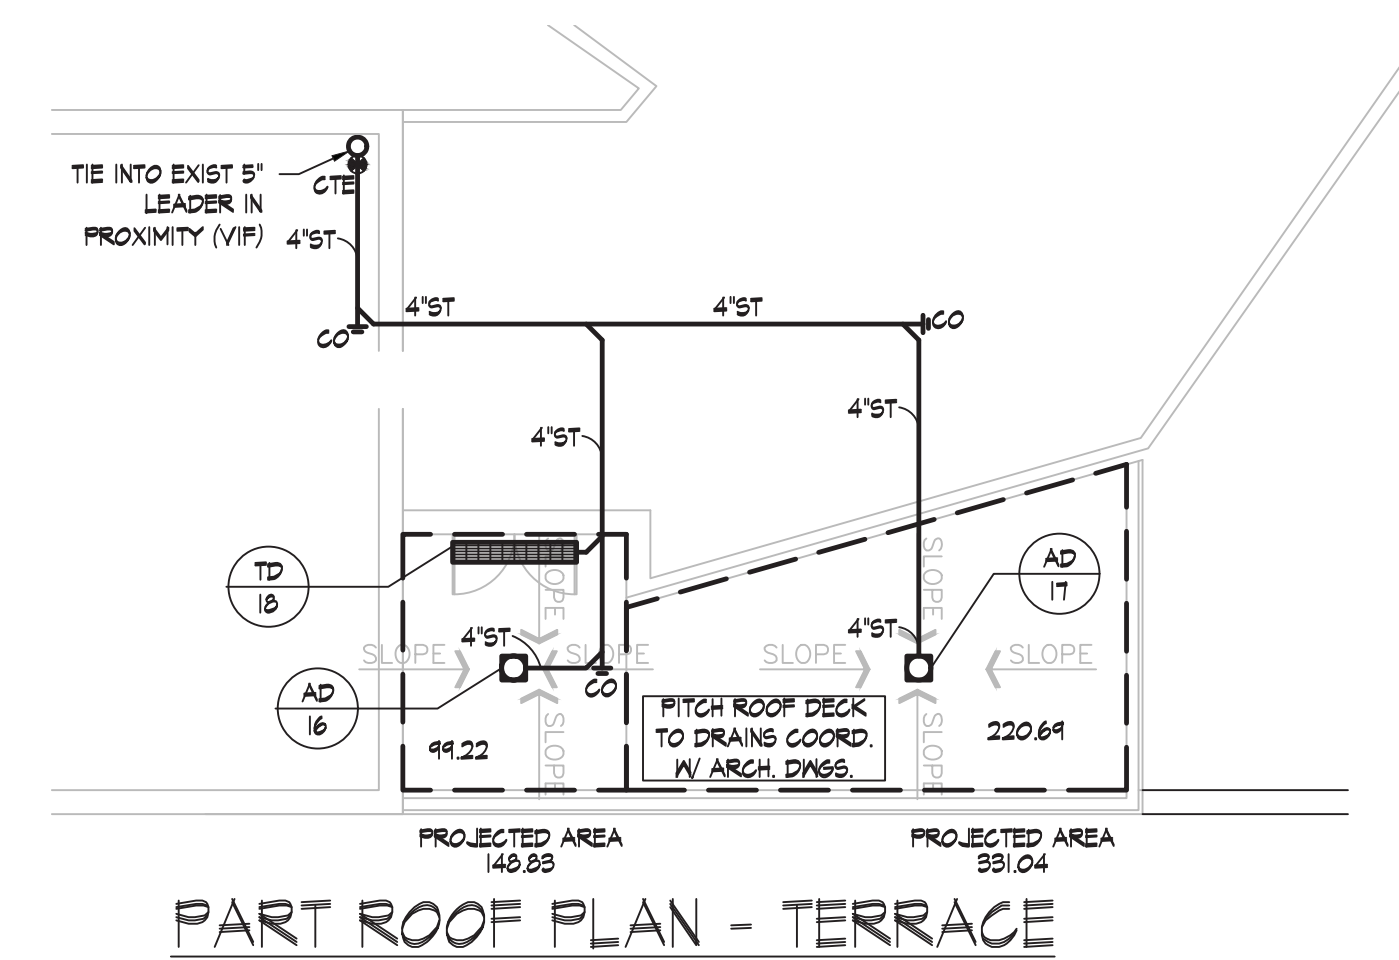 TIE INTO EXIST 5"
LEADER IN
PROXIMITY (VIF)
CTE
4"ST
4"ST
4"ST
CO
CO
4"ST
4"ST
TD
18
AD
17
SLOPE
SLOPE
4"ST
4"ST
SLOPE
SLOPE
SLOPE
SLOPE
AD
16
CO
PITCH ROOF DECK
TO DRAINS COORD.
W/ ARCH. DWGS.
99.22
220.69
SLOPE
SLOPE
PROJECTED AREA
148.83
PROJECTED AREA
331.04
PART ROOF PLAN - TERRACE